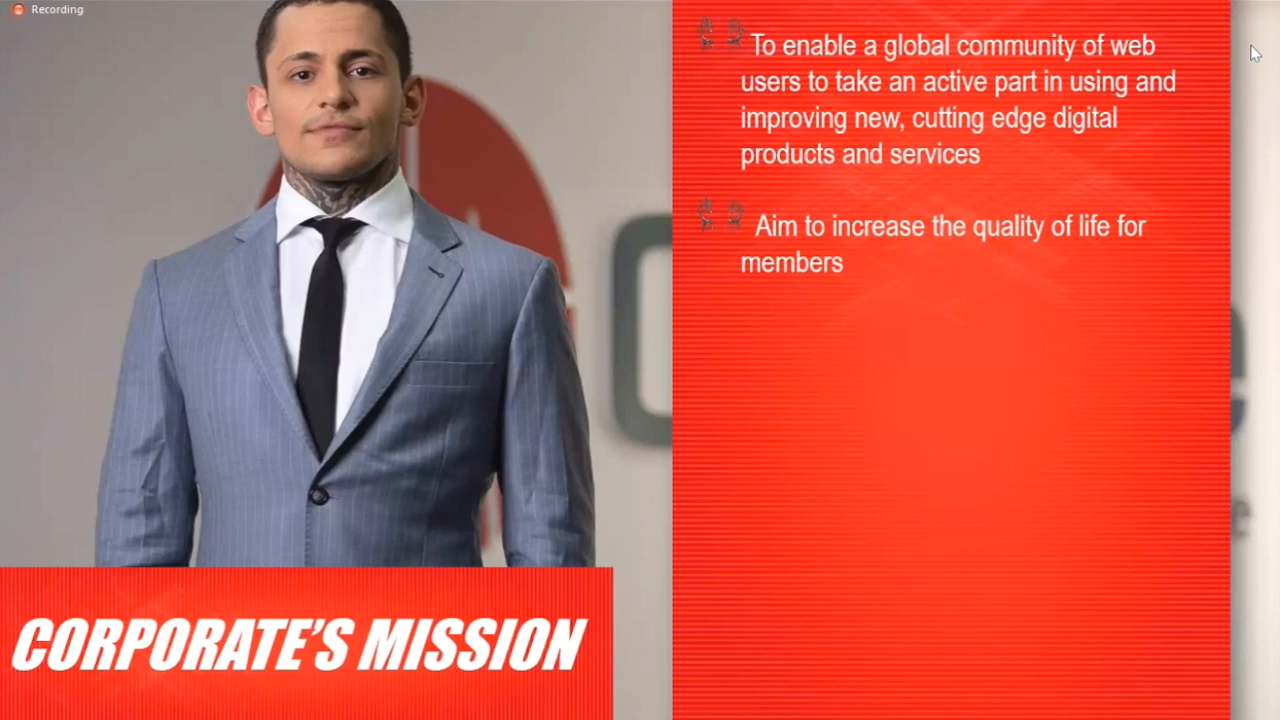 Recording
To enable a global community of web
users to take an active part in using and
improving new, cutting edge digital
products and services
Aim to increase the quality of life for
members
CORPORATE'S MISSION